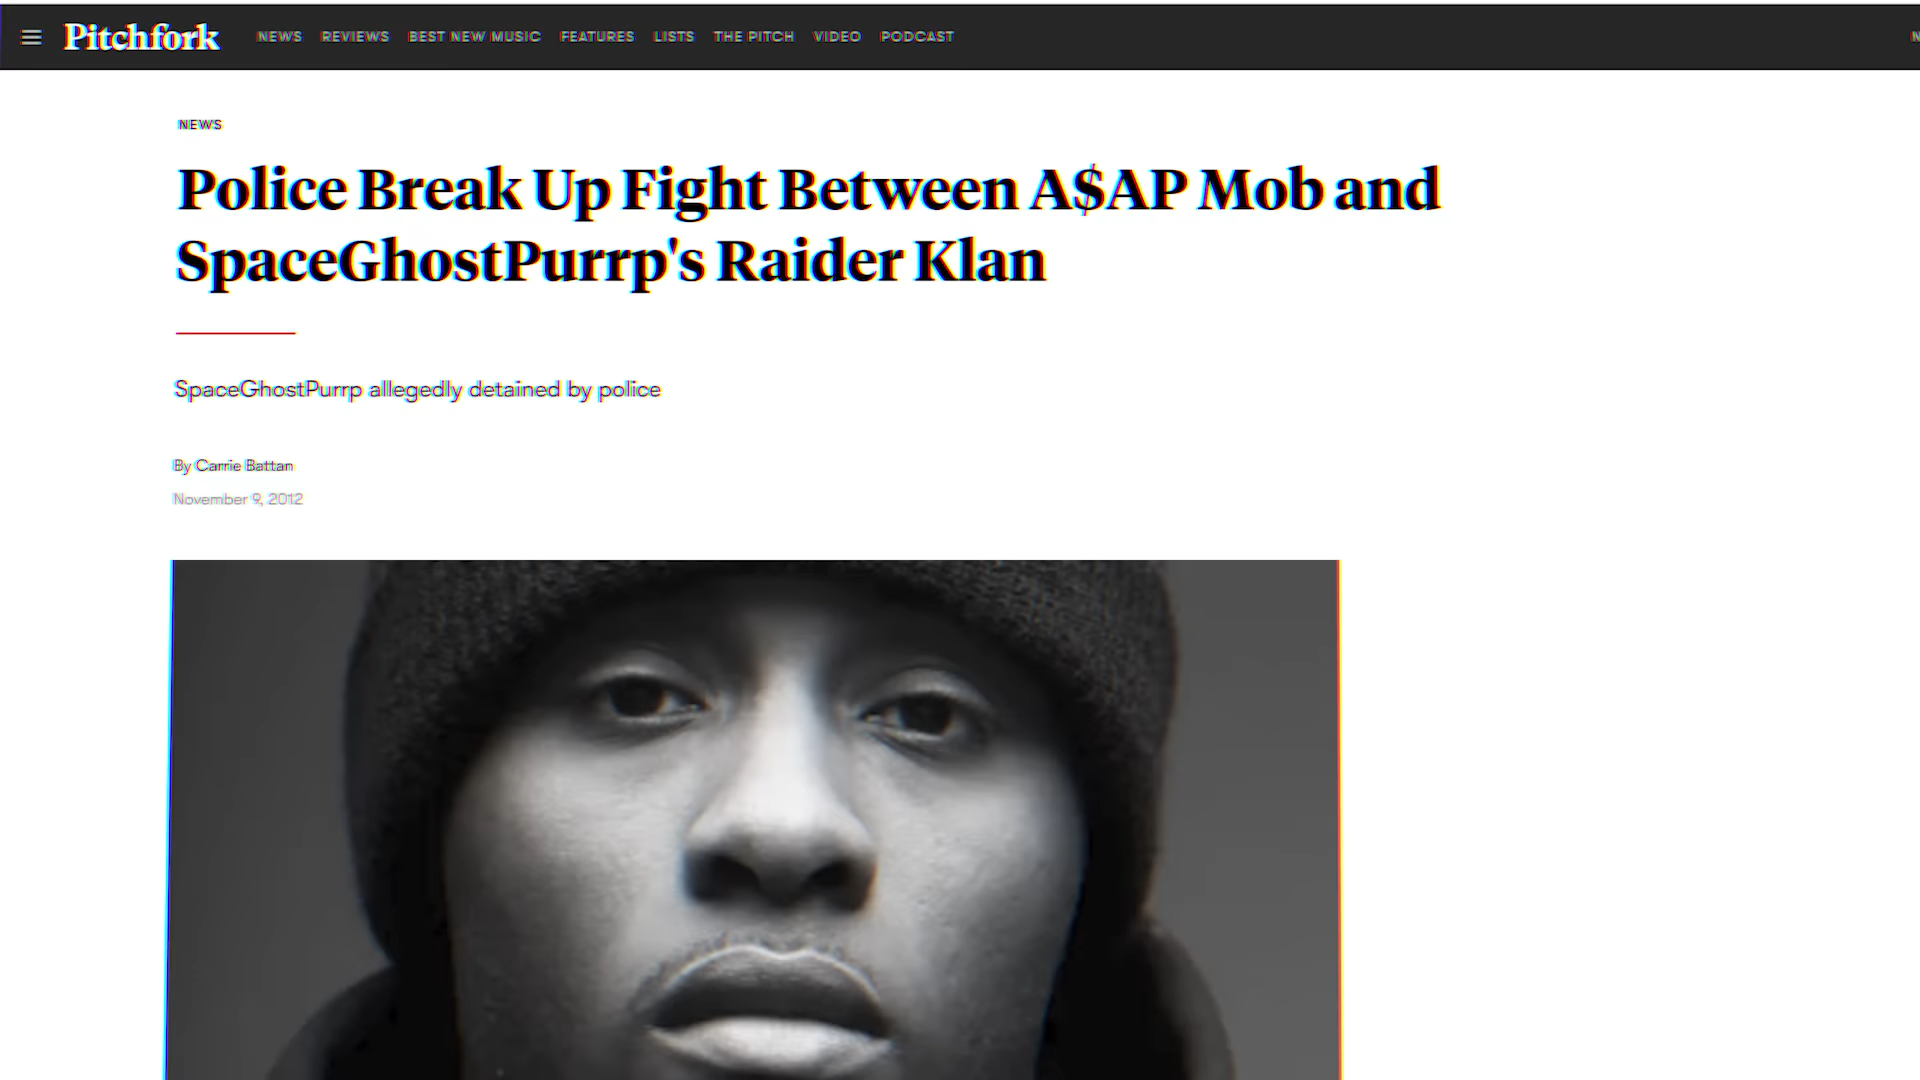 Pitchfork NEWS REVIEWS BEST NEW MUSIC FEATURES LISTS THE PITCH VIDEO PODCAST
NEWS
Police Break Up Fight Between A$AP Mob and
SpaceGhostPurrp's Raider Klan
SpaceGhostPurrp allegedly detained by police
By Carrie Battan
November 9, 2012